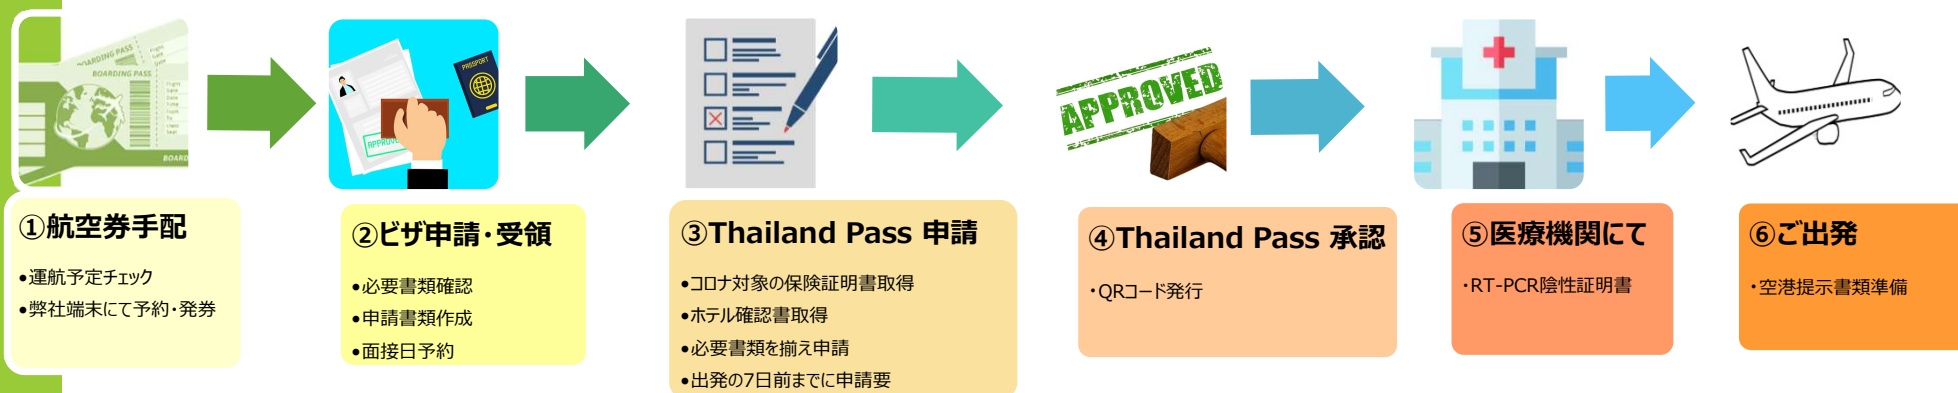 BOARDING PASS
BOARDING PASS
BOARD
PASSPORT
APPROVE
APPROVED
①航空券手配
•運航予定チェック
•弊社端末にて予約・発券
②ビザ申請・受領
•必要書類確認
•申請書類作成
•面接日予約
③Thailand Pass 申請
•コロナ対象の保険証明書取得
•ホテル確認書取得
•必要書類を揃え申請
•出発の7日前までに申請要
④Thailand Pass 承認
・QRコード発行
⑤医療機関にて
・RT-PCR陰性証明書
⑥ご出発
・空港提示書類準備